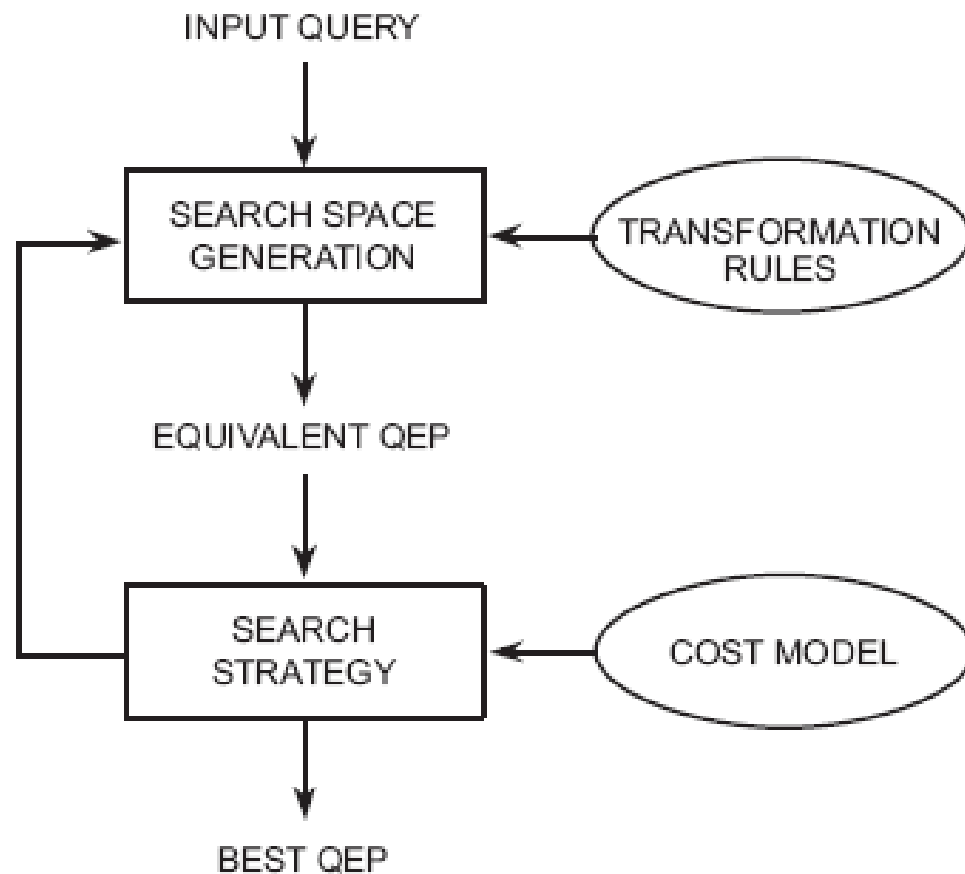 INPUT QUERY
SEARCH SPACE
GENERATION
TRANSFORMATION
RULES
EQUIVALENT QEP
SEARCH
STRATEGY
COST MODEL
BEST QEP